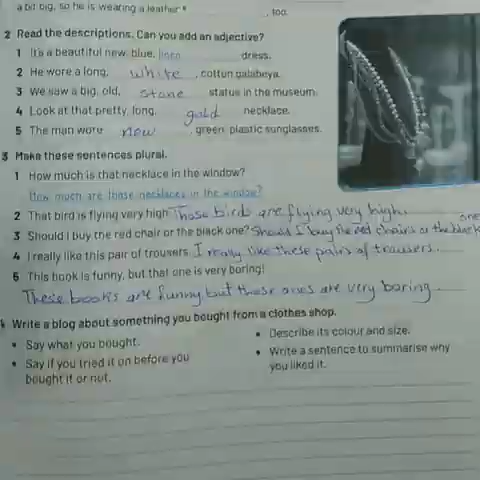 a bit big, so he is wearing a leather , too.
2 Read the descriptions. Can you add an adjective?
1 It's a beautiful new, blue, linen dress.
2 He wore a long, white, cotton galabeya.
3 We saw a big, old, stone status in the museum.
4 Look at that pretty, long, gold necklace.
5 The man wore new, green, plastic sunglasses.
3 Make these sentences plural.
1 How much is that necklace in the window?
How much are those necklaces in the window?
2 That bird is flying very high Those birds are flying very high.
3 Should I buy the red chair or the black one? Should I buy the red chairs or the black ones
4 I really like this pair of trousers. I really like these pairs of trousers.
5 This book is funny, but that one is very boring!
These books are funny but those ones are very boring
4 Write a blog about something you bought from a clothes shop.
• Say what you bought.
• Say if you tried it on before you
bought it or not.
• Describe its colour and size.
• Write a sentence to summarise why
you liked it.